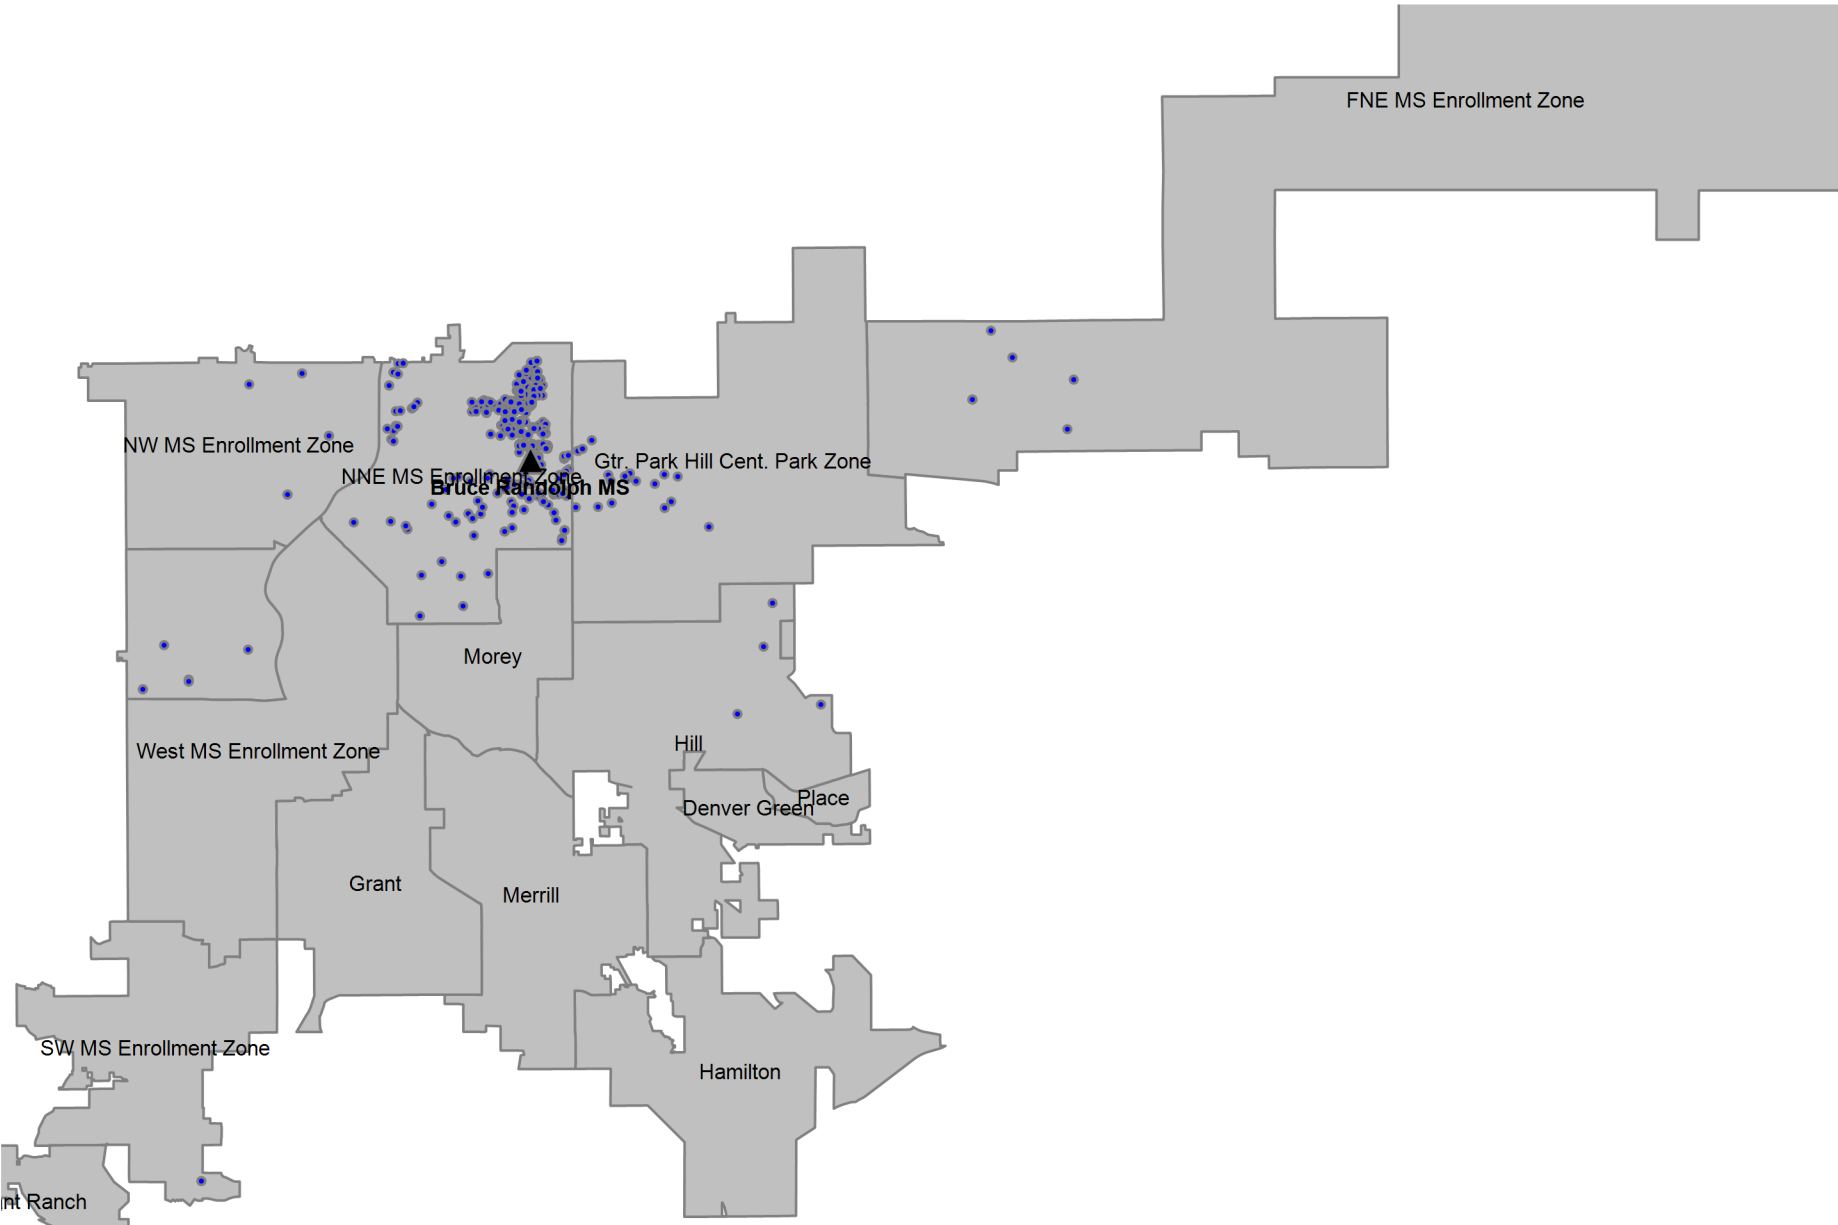 FNE MS Enrollment Zone
NW MS Enrollment Zone
Gtr. Park Hill Cent. Park Zone
NNE MS Enrollment Zone
Bruce Randolph MS
Morey
Hill
West MS Enrollment Zone
Place
Denver Green
Grant
Merrill
SW MS Enrollment Zone
Hamilton
nt Ranch